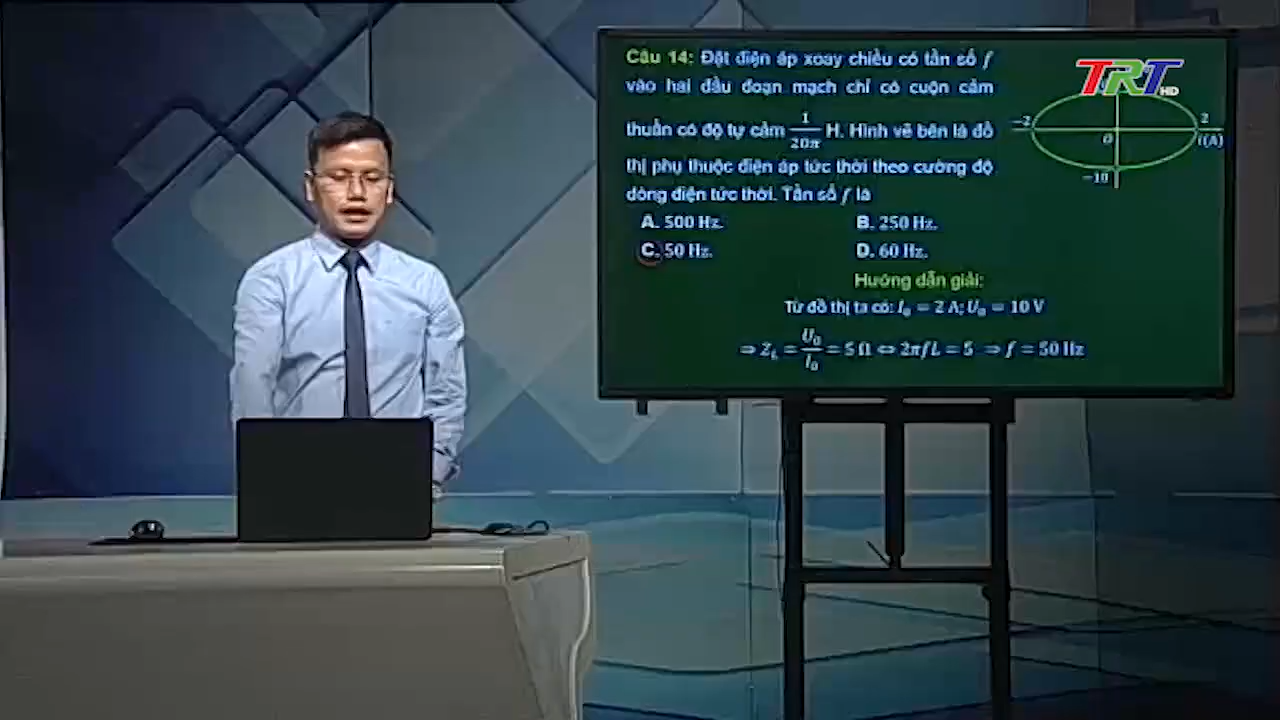 Câu 14: Đặt điện áp xoay chiều có tần số f
vào hai đầu đoạn mạch chỉ có cuộn cảm
thuần có độ tự cảm 1/20π H. Hình vẽ bên là đồ
thị phụ thuộc điện áp tức thời theo cường độ
dòng điện tức thời. Tần số f là
A. 500 Hz. B. 250 Hz.
C. 50 Hz. D. 60 Hz.
Hướng dẫn giải:
Từ đồ thị ta có: I₀ = 2 A; U₀ = 10 V
⇒ Z_L = U₀/I₀ = 5 Ω ⇔ 2πfL = 5 ⇒ f = 50 Hz
TRT HD
−2
2
O
i(A)
−10